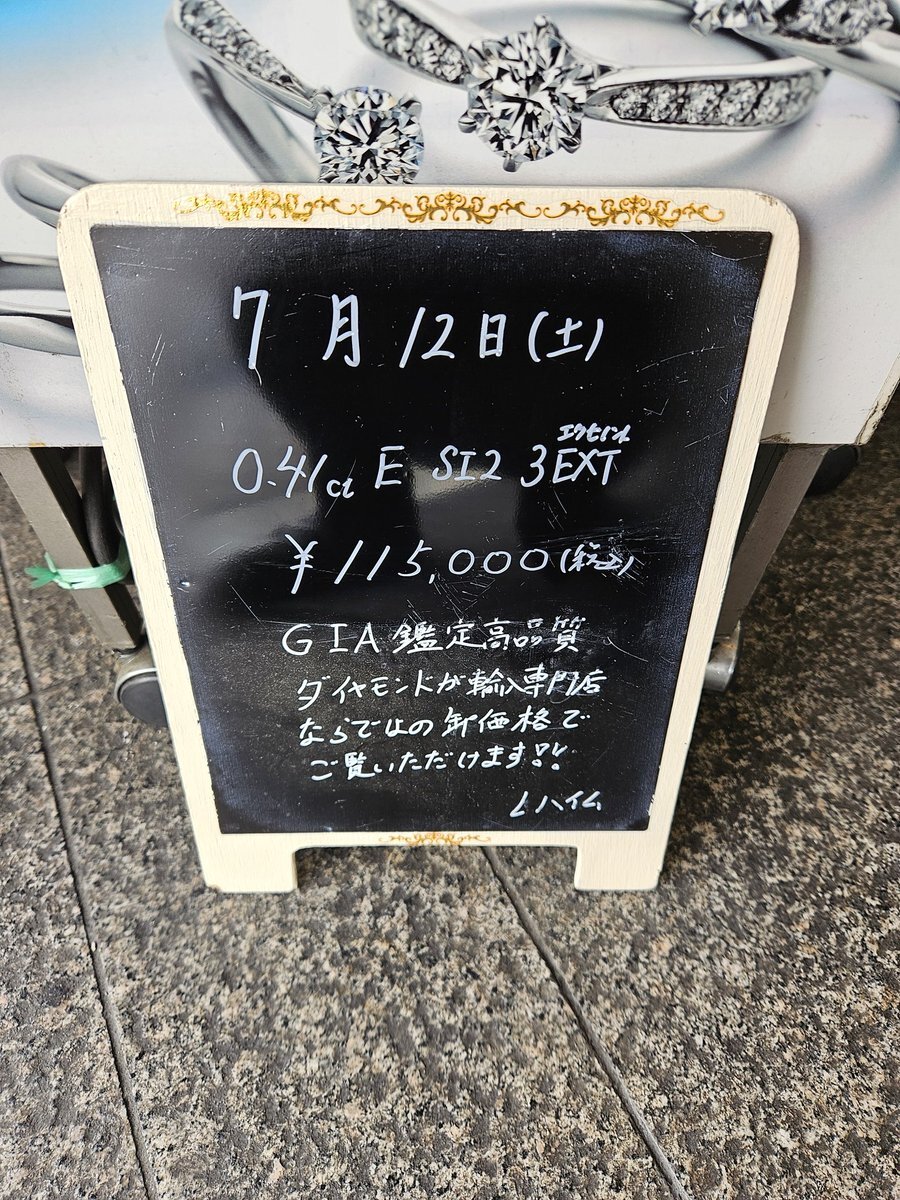 7月12日(土)
エクセレント
0.41ct E SI2 3EXT
¥115,000(税込)
GIA鑑定高品質
ダイヤモンドが輸入専門店
ならではの卸価格で
ご覧いただけます!!
レハイム